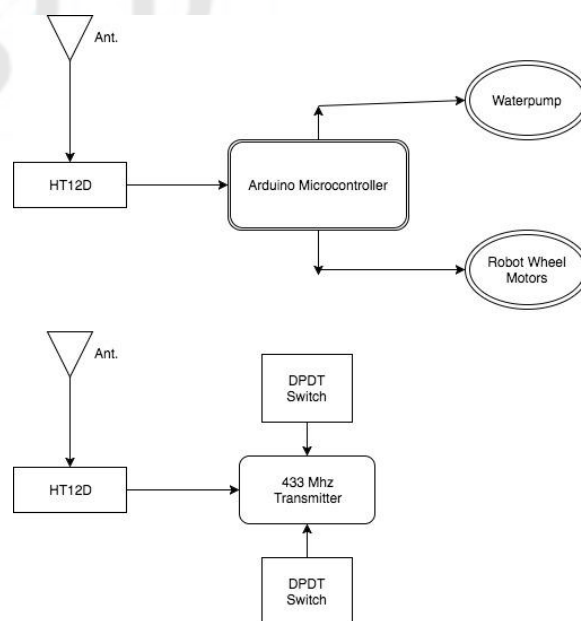 Ant.
HT12D
Arduino Microcontroller
Waterpump
Robot Wheel
Motors
Ant.
HT12D
DPDT
Switch
433 Mhz
Transmitter
DPDT
Switch